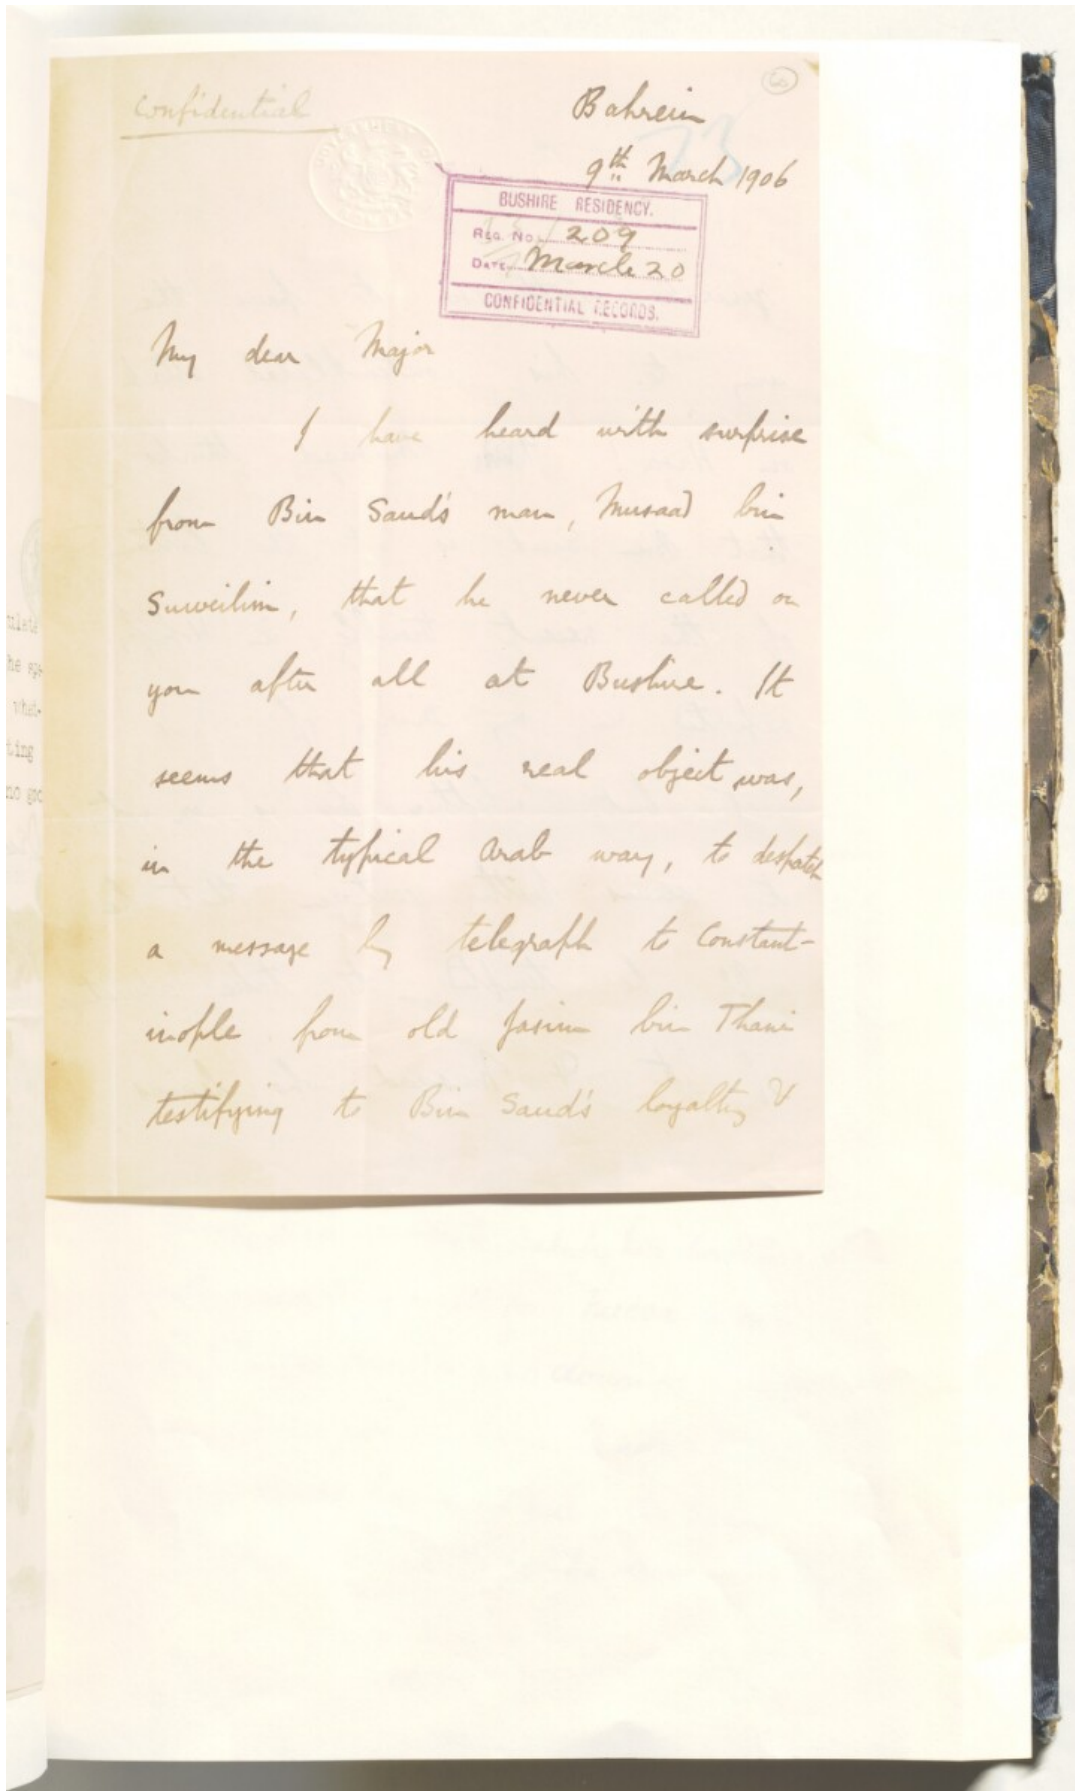 Confidential
Bahrein
9th March 1906
BUSHIRE RESIDENCY.
REG. No. 209
DATE March 20
CONFIDENTIAL RECORDS.
My dear Major
I have heard with surprise
from Bin Saud's man, Musaad bin
Suweilim, that he never called on
you after all at Bushire. It
seems that his real object was,
in the typical Arab way, to despatch
a message by telegraph to Constant-
inople from old Jasim bin Thani
testifying to Bin Saud's loyalty &